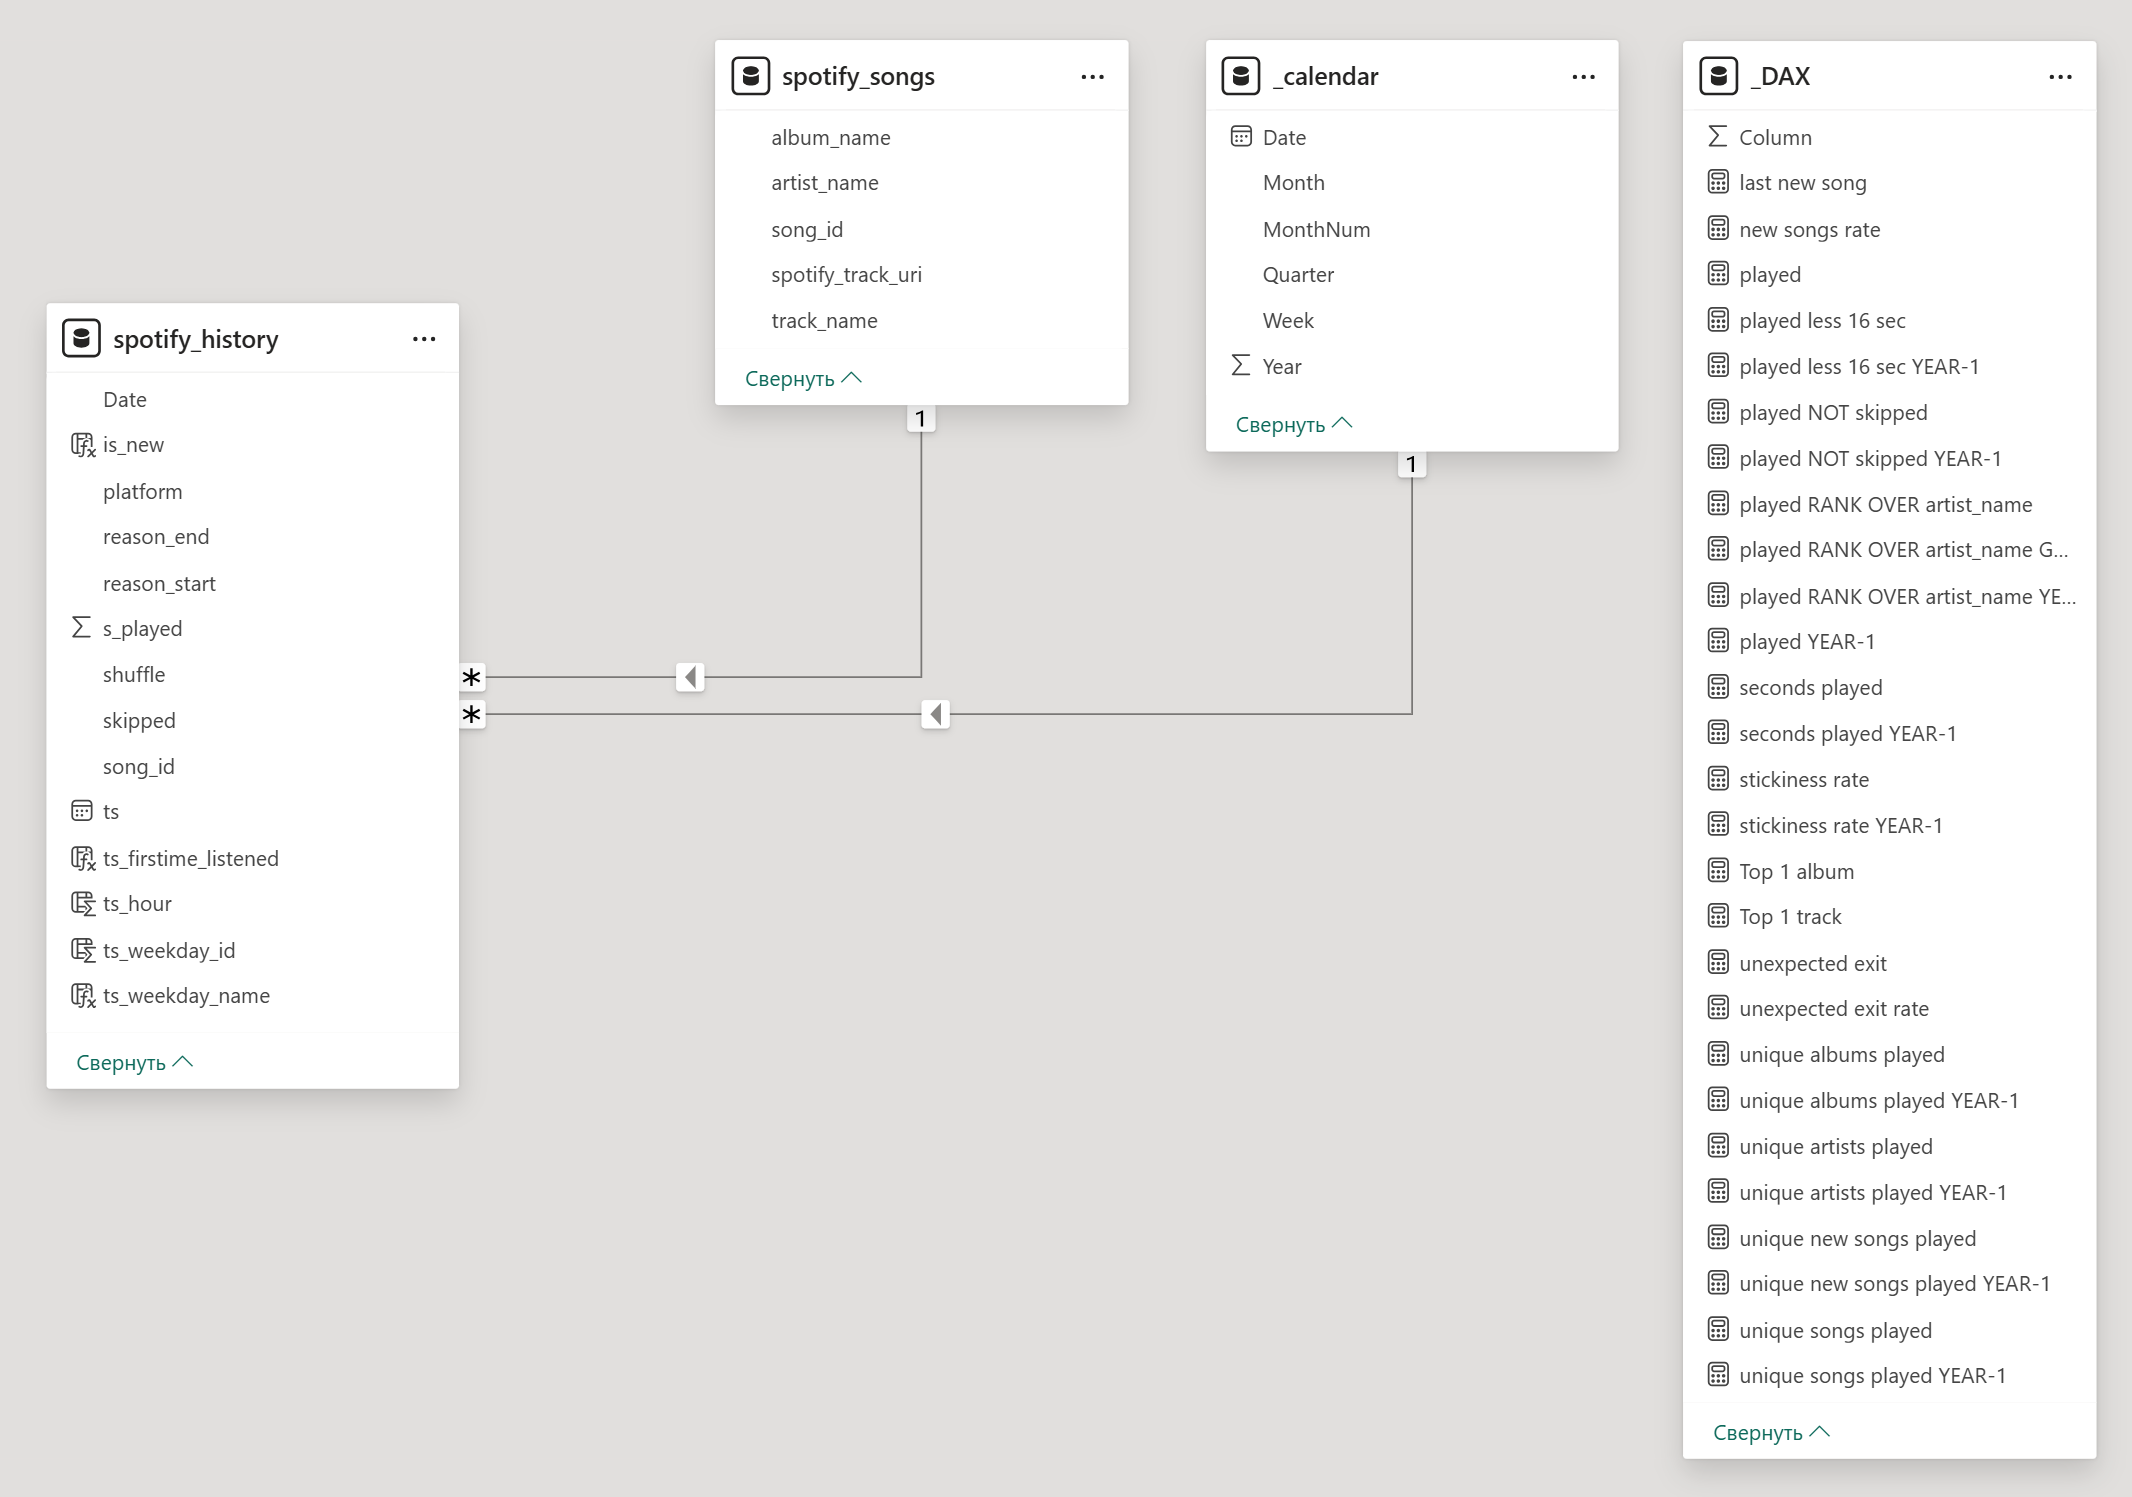 spotify_history
Date
is_new
platform
reason_end
reason_start
s_played
shuffle
skipped
song_id
ts
ts_firstime_listened
ts_hour
ts_weekday_id
ts_weekday_name
Свернуть
*
*
spotify_songs
album_name
artist_name
song_id
spotify_track_uri
track_name
Свернуть
1
_calendar
Date
Month
MonthNum
Quarter
Week
Year
Свернуть
1
_DAX
Column
last new song
new songs rate
played
played less 16 sec
played less 16 sec YEAR-1
played NOT skipped
played NOT skipped YEAR-1
played RANK OVER artist_name
played RANK OVER artist_name G...
played RANK OVER artist_name YE...
played YEAR-1
seconds played
seconds played YEAR-1
stickiness rate
stickiness rate YEAR-1
Top 1 album
Top 1 track
unexpected exit
unexpected exit rate
unique albums played
unique albums played YEAR-1
unique artists played
unique artists played YEAR-1
unique new songs played
unique new songs played YEAR-1
unique songs played
unique songs played YEAR-1
Свернуть